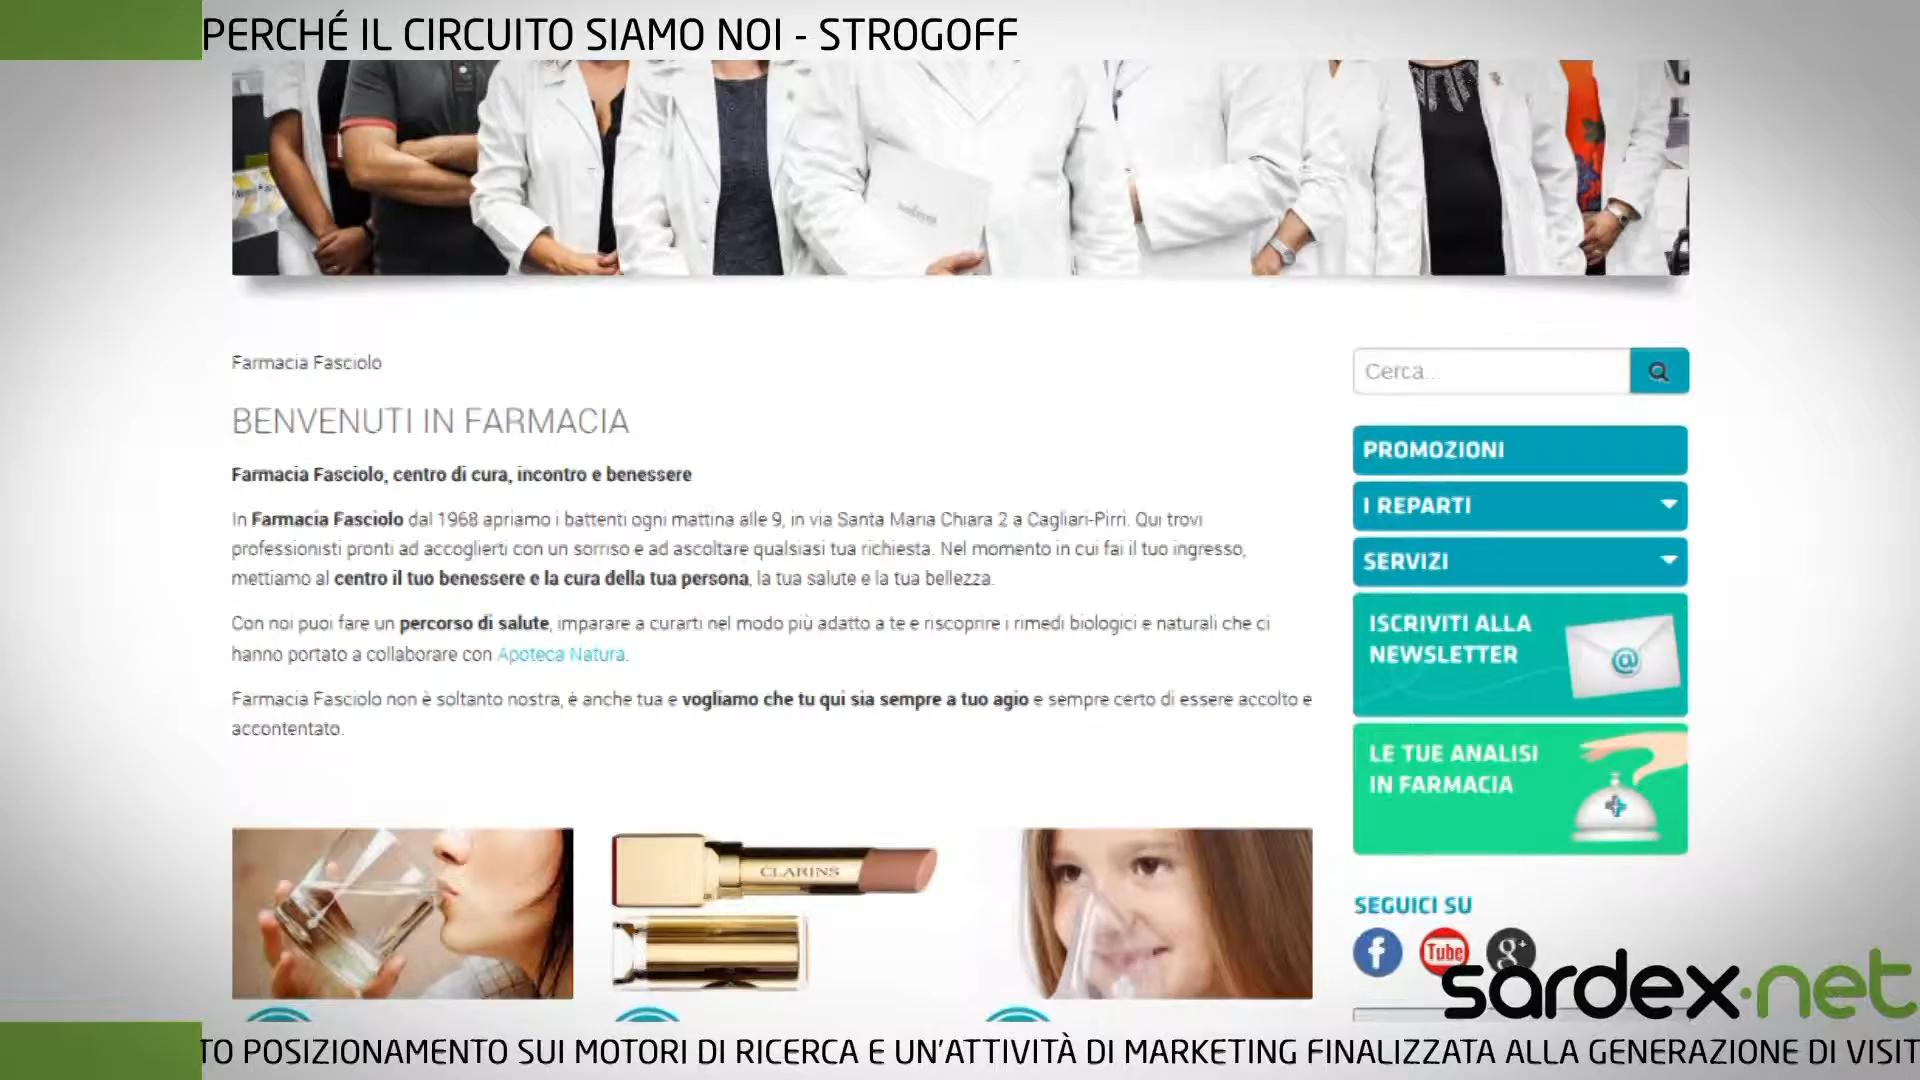 PERCHÉ IL CIRCUITO SIAMO NOI - STROGOFF
Farmacia Fasciolo
BENVENUTI IN FARMACIA
Farmacia Fasciolo, centro di cura, incontro e benessere
In Farmacia Fasciolo dal 1968 apriamo i battenti ogni mattina alle 9, in via Santa Maria Chiara 2 a Cagliari-Pirri. Qui trovi
professionisti pronti ad accoglierti con un sorriso e ad ascoltare qualsiasi tua richiesta. Nel momento in cui fai il tuo ingresso,
mettiamo al centro il tuo benessere e la cura della tua persona, la tua salute e la tua bellezza.
Con noi puoi fare un percorso di salute, imparare a curarti nel modo più adatto a te e riscoprire i rimedi biologici e naturali che ci
hanno portato a collaborare con Apoteca Natura.
Farmacia Fasciolo non è soltanto nostra, è anche tua e vogliamo che tu qui sia sempre a tuo agio e sempre certo di essere accolto e
accontentato.
CLARINS
Cerca...
PROMOZIONI
I REPARTI
SERVIZI
ISCRIVITI ALLA
NEWSLETTER
@
LE TUE ANALISI
IN FARMACIA
SEGUICI SU
f
Tube
g+
sardex.net
TO POSIZIONAMENTO SUI MOTORI DI RICERCA E UN'ATTIVITÀ DI MARKETING FINALIZZATA ALLA GENERAZIONE DI VISIT